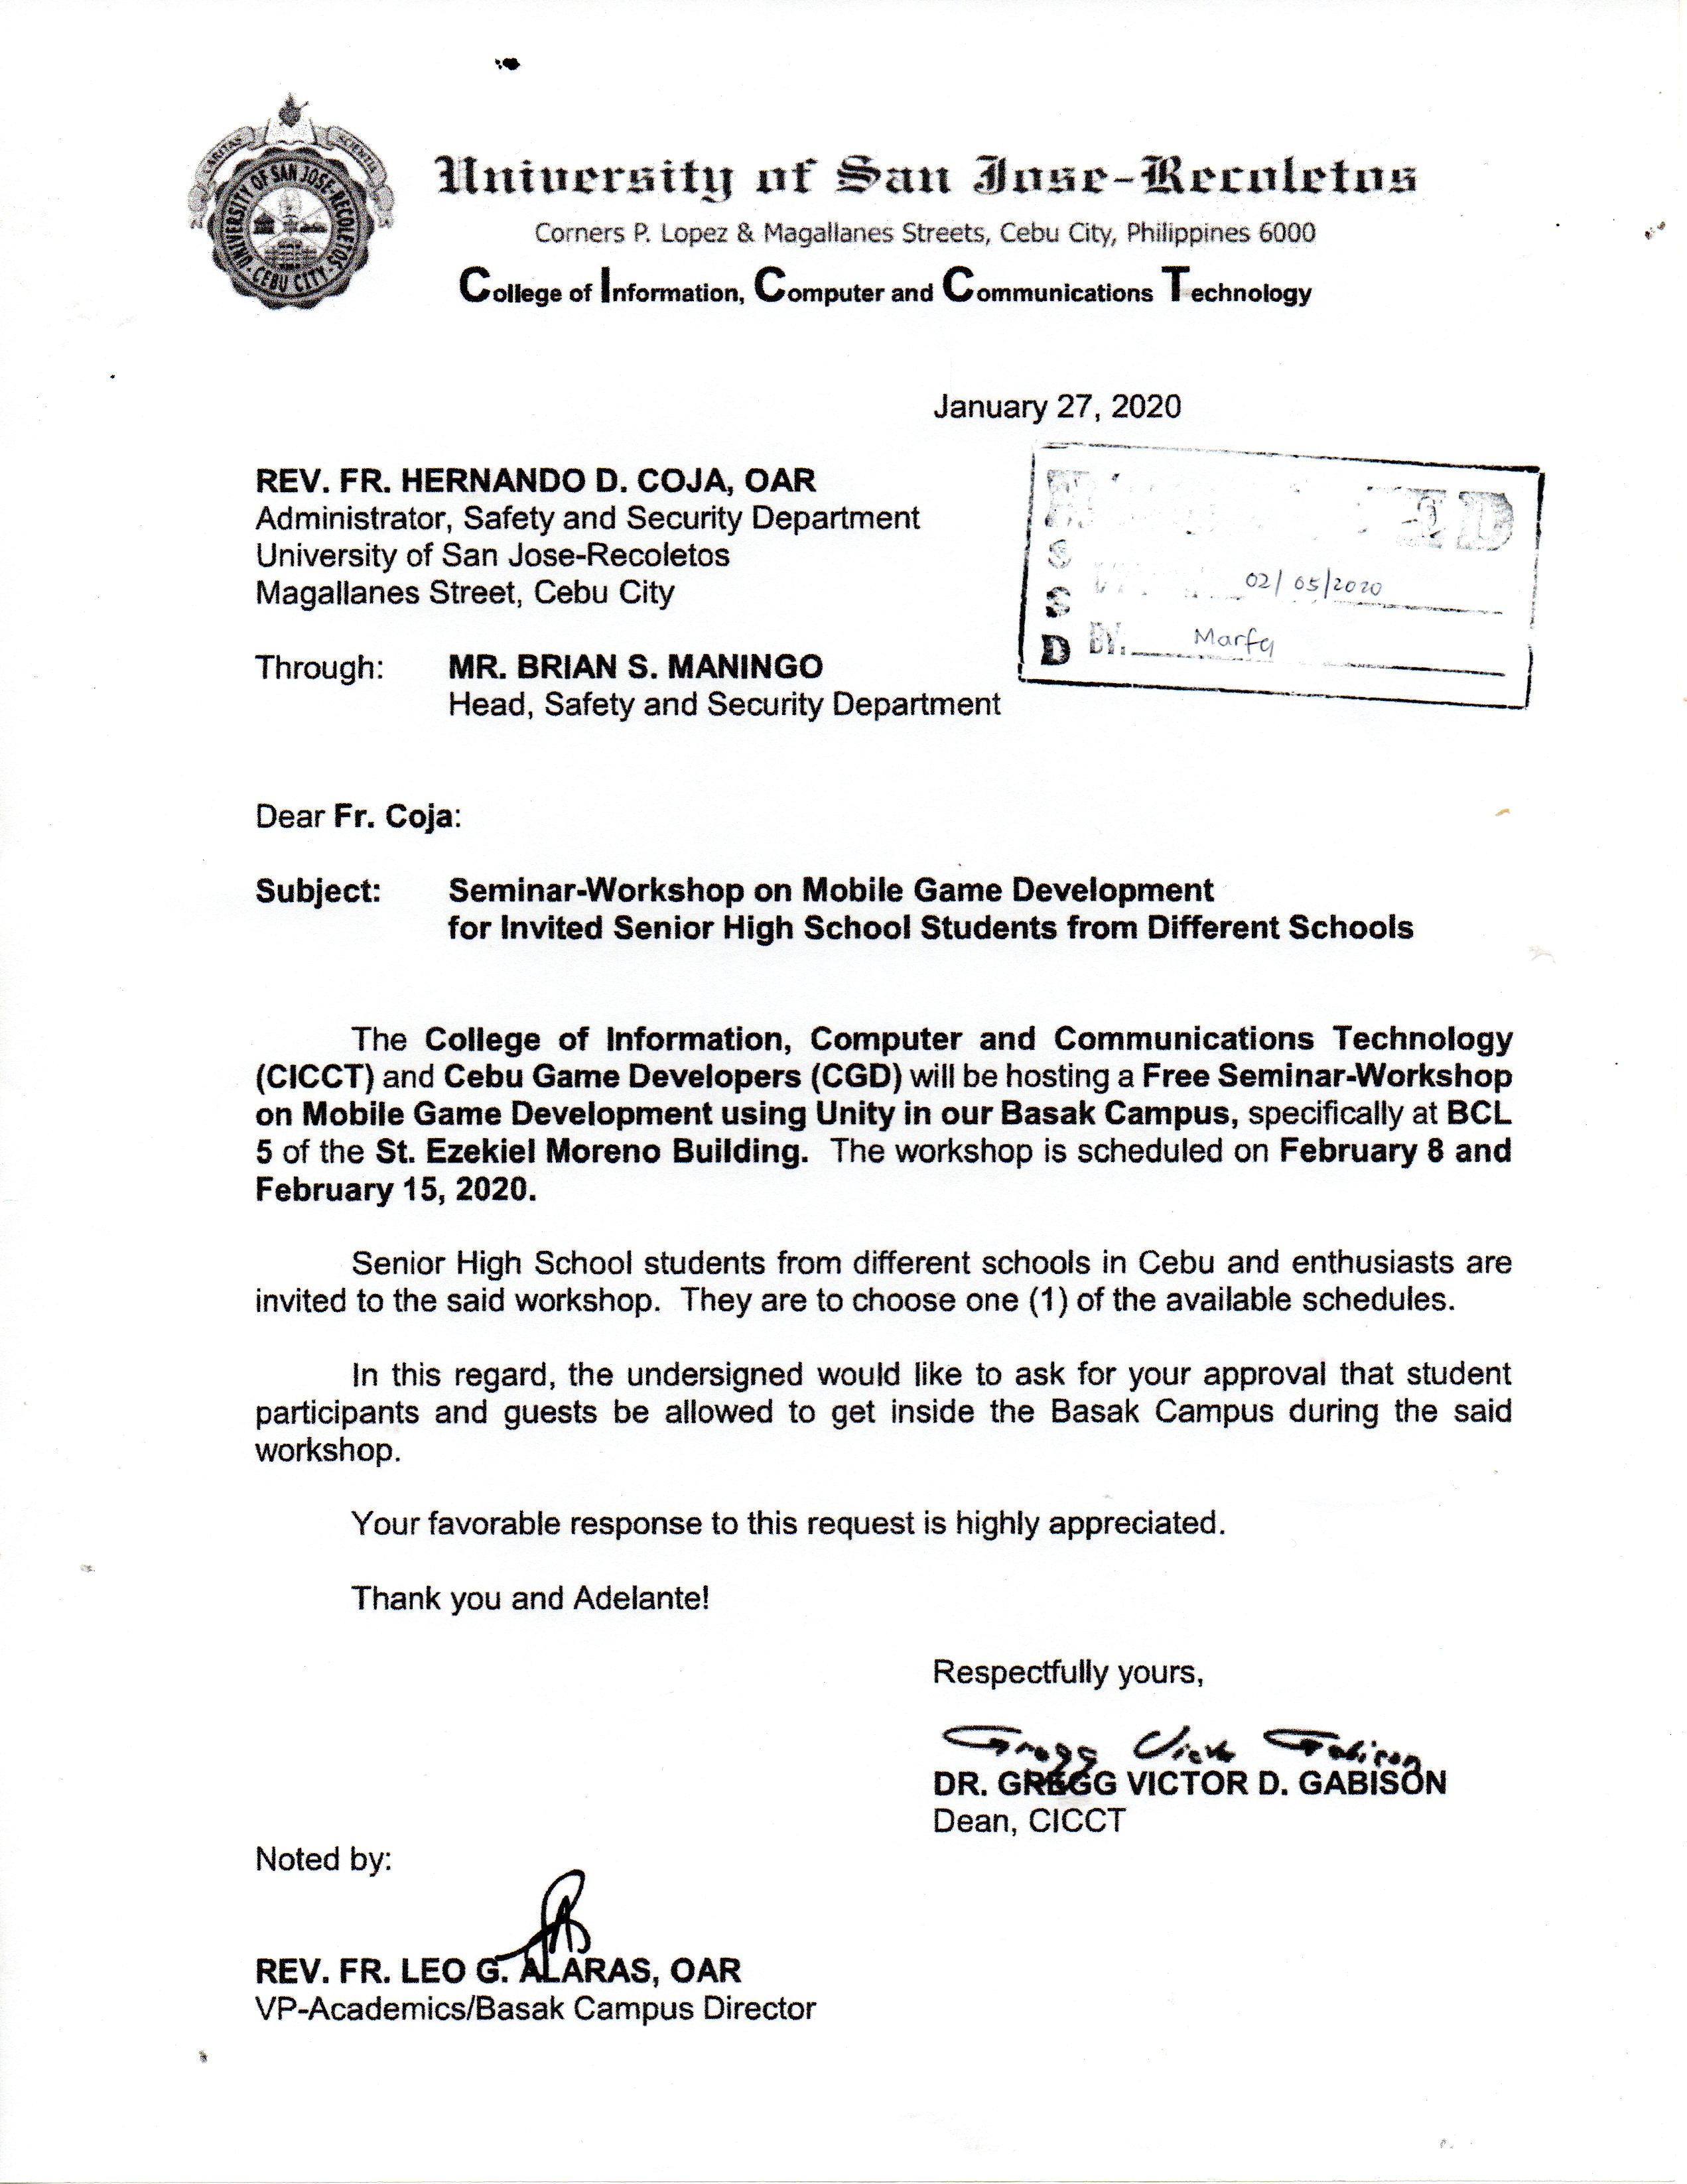 CARITAS SCIENTIA
UNIVERSITY OF SAN JOSE-RECOLETOS
CEBU CITY
University of San Jose-Recoletos
Corners P. Lopez & Magallanes Streets, Cebu City, Philippines 6000
College of Information, Computer and Communications Technology
January 27, 2020
REV. FR. HERNANDO D. COJA, OAR
Administrator, Safety and Security Department
University of San Jose-Recoletos
Magallanes Street, Cebu City
S
S 02/05/2020
D BY:
Through: MR. BRIAN S. MANINGO
Head, Safety and Security Department
Dear Fr. Coja:
Subject: Seminar-Workshop on Mobile Game Development
for Invited Senior High School Students from Different Schools
The College of Information, Computer and Communications Technology
(CICCT) and Cebu Game Developers (CGD) will be hosting a Free Seminar-Workshop
on Mobile Game Development using Unity in our Basak Campus, specifically at BCL
5 of the St. Ezekiel Moreno Building. The workshop is scheduled on February 8 and
February 15, 2020.
Senior High School students from different schools in Cebu and enthusiasts are
invited to the said workshop. They are to choose one (1) of the available schedules.
In this regard, the undersigned would like to ask for your approval that student
participants and guests be allowed to get inside the Basak Campus during the said
workshop.
Your favorable response to this request is highly appreciated.
Thank you and Adelante!
Respectfully yours,
Gregg Victor Gabison
DR. GREGG VICTOR D. GABISON
Dean, CICCT
Noted by:
REV. FR. LEO G. ALARAS, OAR
VP-Academics/Basak Campus Director